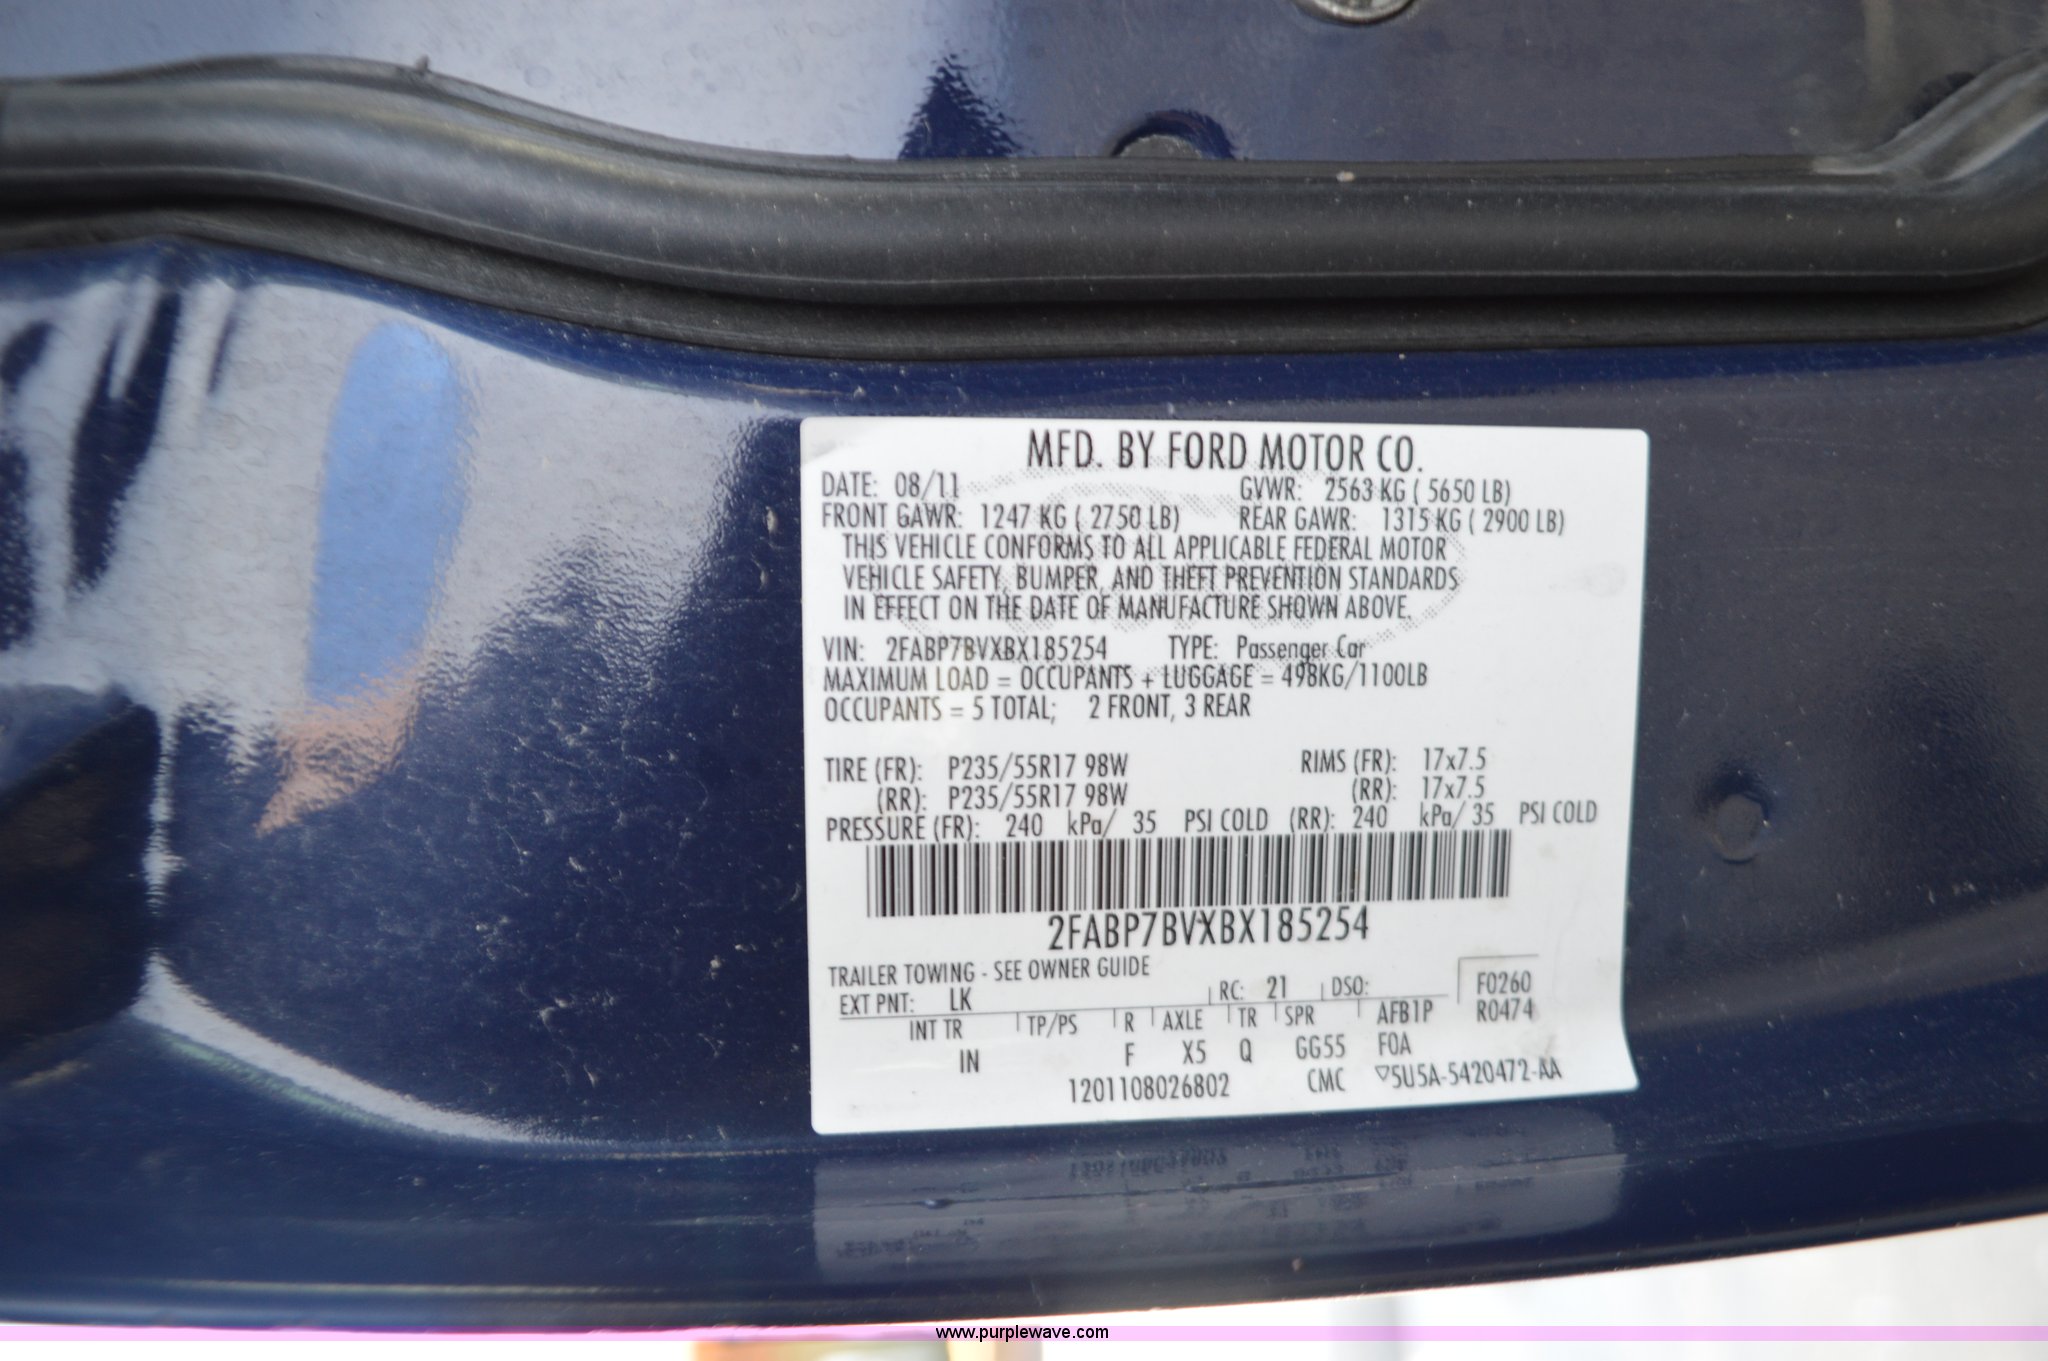 MFD. BY FORD MOTOR CO.
DATE: 08/11 GVWR: 2563 KG ( 5650 LB)
FRONT GAWR: 1247 KG ( 2750 LB) REAR GAWR: 1315 KG ( 2900 LB)
THIS VEHICLE CONFORMS TO ALL APPLICABLE FEDERAL MOTOR
VEHICLE SAFETY, BUMPER, AND THEFT PREVENTION STANDARDS
IN EFFECT ON THE DATE OF MANUFACTURE SHOWN ABOVE.
VIN: 2FABP7BVXBX185254 TYPE: Passenger Car
MAXIMUM LOAD = OCCUPANTS + LUGGAGE = 498KG/1100LB
OCCUPANTS = 5 TOTAL; 2 FRONT, 3 REAR
TIRE (FR): P235/55R17 98W RIMS (FR): 17x7.5
(RR): P235/55R17 98W (RR): 17x7.5
PRESSURE (FR): 240 kPa/ 35 PSI COLD (RR): 240 kPa/ 35 PSI COLD
2FABP7BVXBX185254
TRAILER TOWING - SEE OWNER GUIDE
EXT PNT: LK RC: 21 DSO: F0260
INT TR TP/PS R AXLE TR SPR AFB1P R0474
IN F X5 Q GG55 FOA
1201108026802 CMC ▽5U5A-5420472-AA
www.purplewave.com